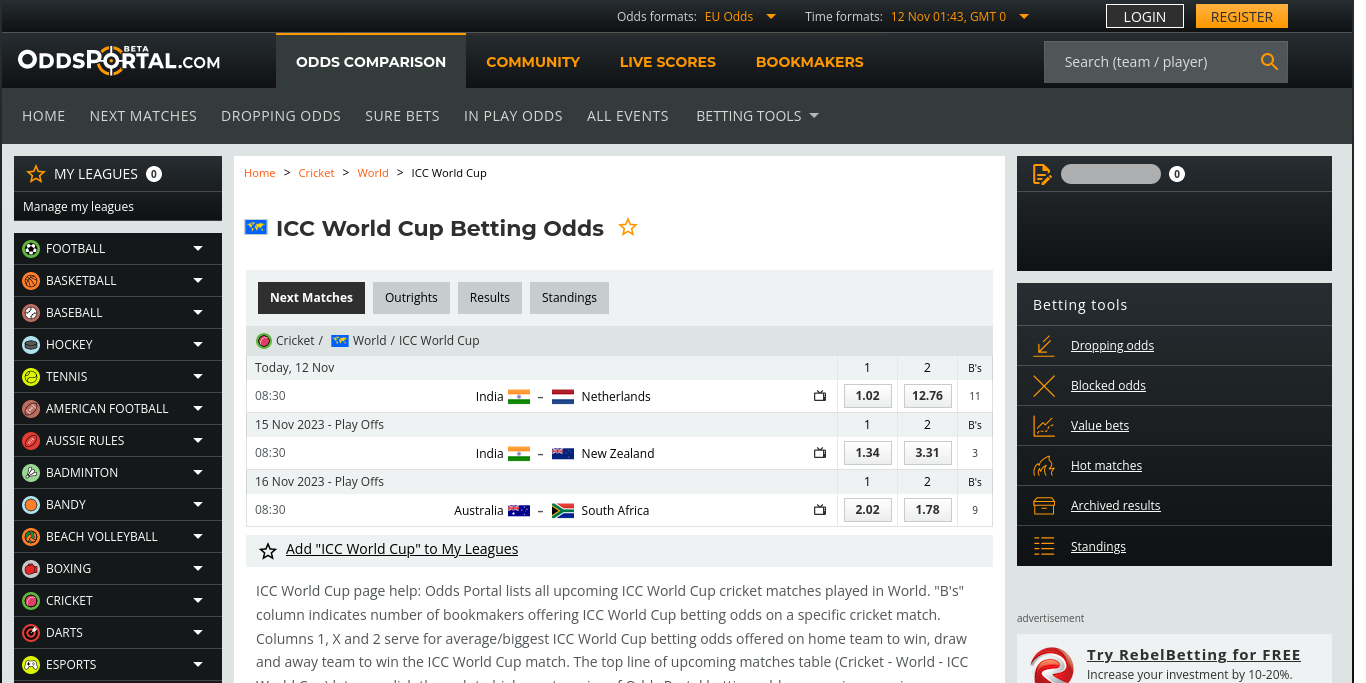 Odds formats: EU Odds Time formats: 12 Nov 01:43, GMT 0 LOGIN REGISTER
ODDSPORTAL.COM BETA ODDS COMPARISON COMMUNITY LIVE SCORES BOOKMAKERS Search (team / player)
HOME NEXT MATCHES DROPPING ODDS SURE BETS IN PLAY ODDS ALL EVENTS BETTING TOOLS
MY LEAGUES 0
Manage my leagues
FOOTBALL
BASKETBALL
BASEBALL
HOCKEY
TENNIS
AMERICAN FOOTBALL
AUSSIE RULES
BADMINTON
BANDY
BEACH VOLLEYBALL
BOXING
CRICKET
DARTS
ESPORTS
Home > Cricket > World > ICC World Cup
ICC World Cup Betting Odds
Next Matches Outrights Results Standings
Cricket / World / ICC World Cup
Today, 12 Nov 1 2 B's
08:30 India – Netherlands 1.02 12.76 11
15 Nov 2023 - Play Offs 1 2 B's
08:30 India – New Zealand 1.34 3.31 3
16 Nov 2023 - Play Offs 1 2 B's
08:30 Australia – South Africa 2.02 1.78 9
Add "ICC World Cup" to My Leagues
ICC World Cup page help: Odds Portal lists all upcoming ICC World Cup cricket matches played in World. "B's"
column indicates number of bookmakers offering ICC World Cup betting odds on a specific cricket match.
Columns 1, X and 2 serve for average/biggest ICC World Cup betting odds offered on home team to win, draw
and away team to win the ICC World Cup match. The top line of upcoming matches table (Cricket - World - ICC
0
Betting tools
Dropping odds
Blocked odds
Value bets
Hot matches
Archived results
Standings
advertisement
Try RebelBetting for FREE
Increase your investment by 10-20%.